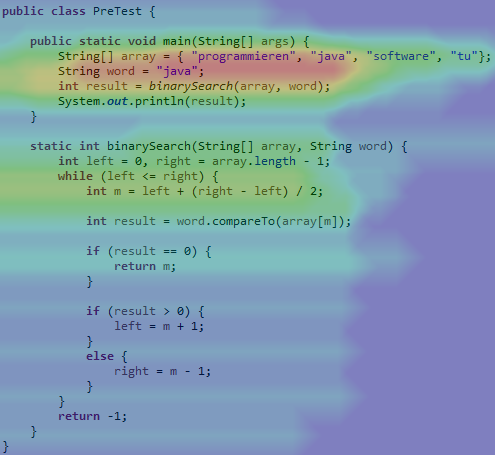 public class PreTest {
public static void main(String[] args) {
String[] array = { "programmieren", "java", "software", "tu"};
String word = "java";
int result = binarySearch(array, word);
System.out.println(result);
}
static int binarySearch(String[] array, String word) {
int left = 0, right = array.length - 1;
while (left <= right) {
int m = left + (right - left) / 2;
int result = word.compareTo(array[m]);
if (result == 0) {
return m;
}
if (result > 0) {
left = m + 1;
}
else {
right = m - 1;
}
}
return -1;
}
}